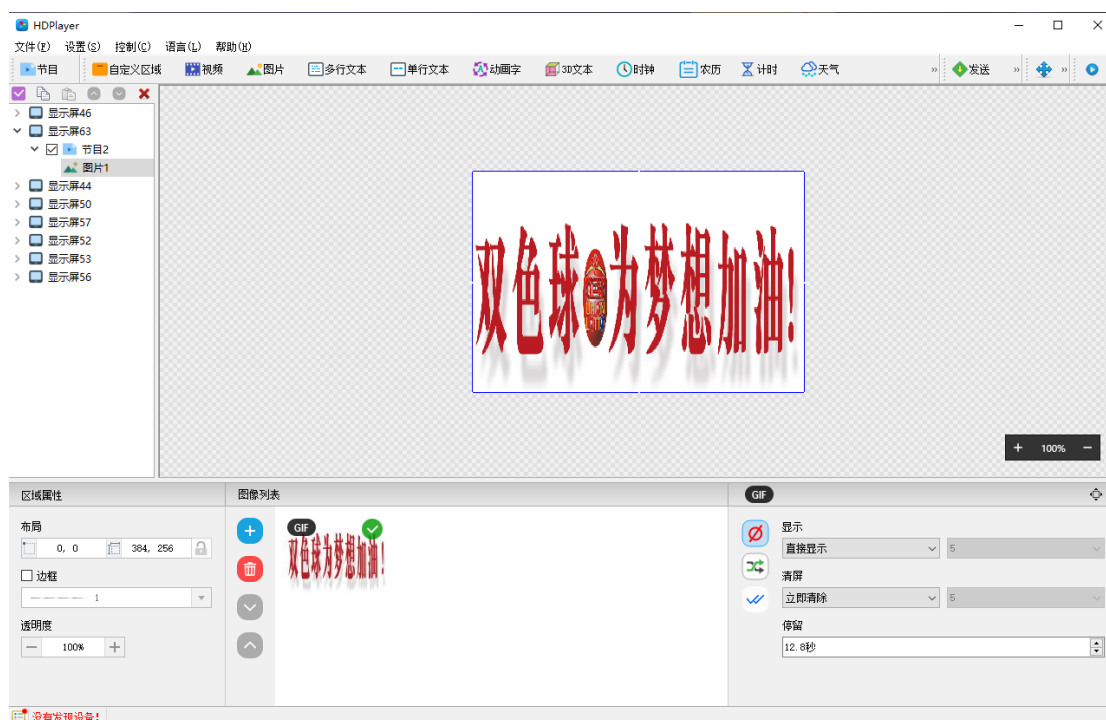 HDPlayer
文件(F) 设置(S) 控制(C) 语言(L) 帮助(H)
节目 自定义区域 视频 图片 多行文本 单行文本 动画字 3D文本 时钟 农历 计时 天气 » 发送 » »
显示屏46
显示屏63
节目2
图片1
显示屏44
显示屏50
显示屏57
显示屏52
显示屏53
显示屏56
双色球为梦想加油!
+ 100% −
区域属性
布局
0, 0 384, 256
边框
1
透明度
100%
图像列表
GIF
双色球为梦想加油!
GIF
显示
直接显示 5
清屏
立即清除 5
停留
12.8秒
没有发现设备!